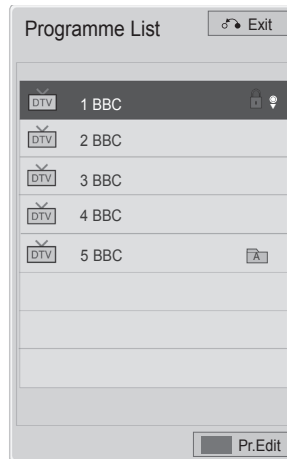 Programme List
Exit
DTV 1 BBC
DTV 2 BBC
DTV 3 BBC
DTV 4 BBC
DTV 5 BBC A
Pr.Edit